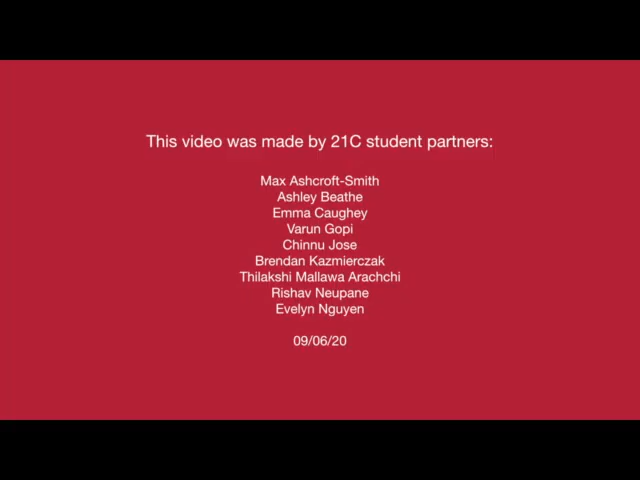 This video was made by 21C student partners:
Max Ashcroft-Smith
Ashley Beathe
Emma Caughey
Varun Gopi
Chinnu Jose
Brendan Kazmierczak
Thilakshi Mallawa Arachchi
Rishav Neupane
Evelyn Nguyen
09/06/20